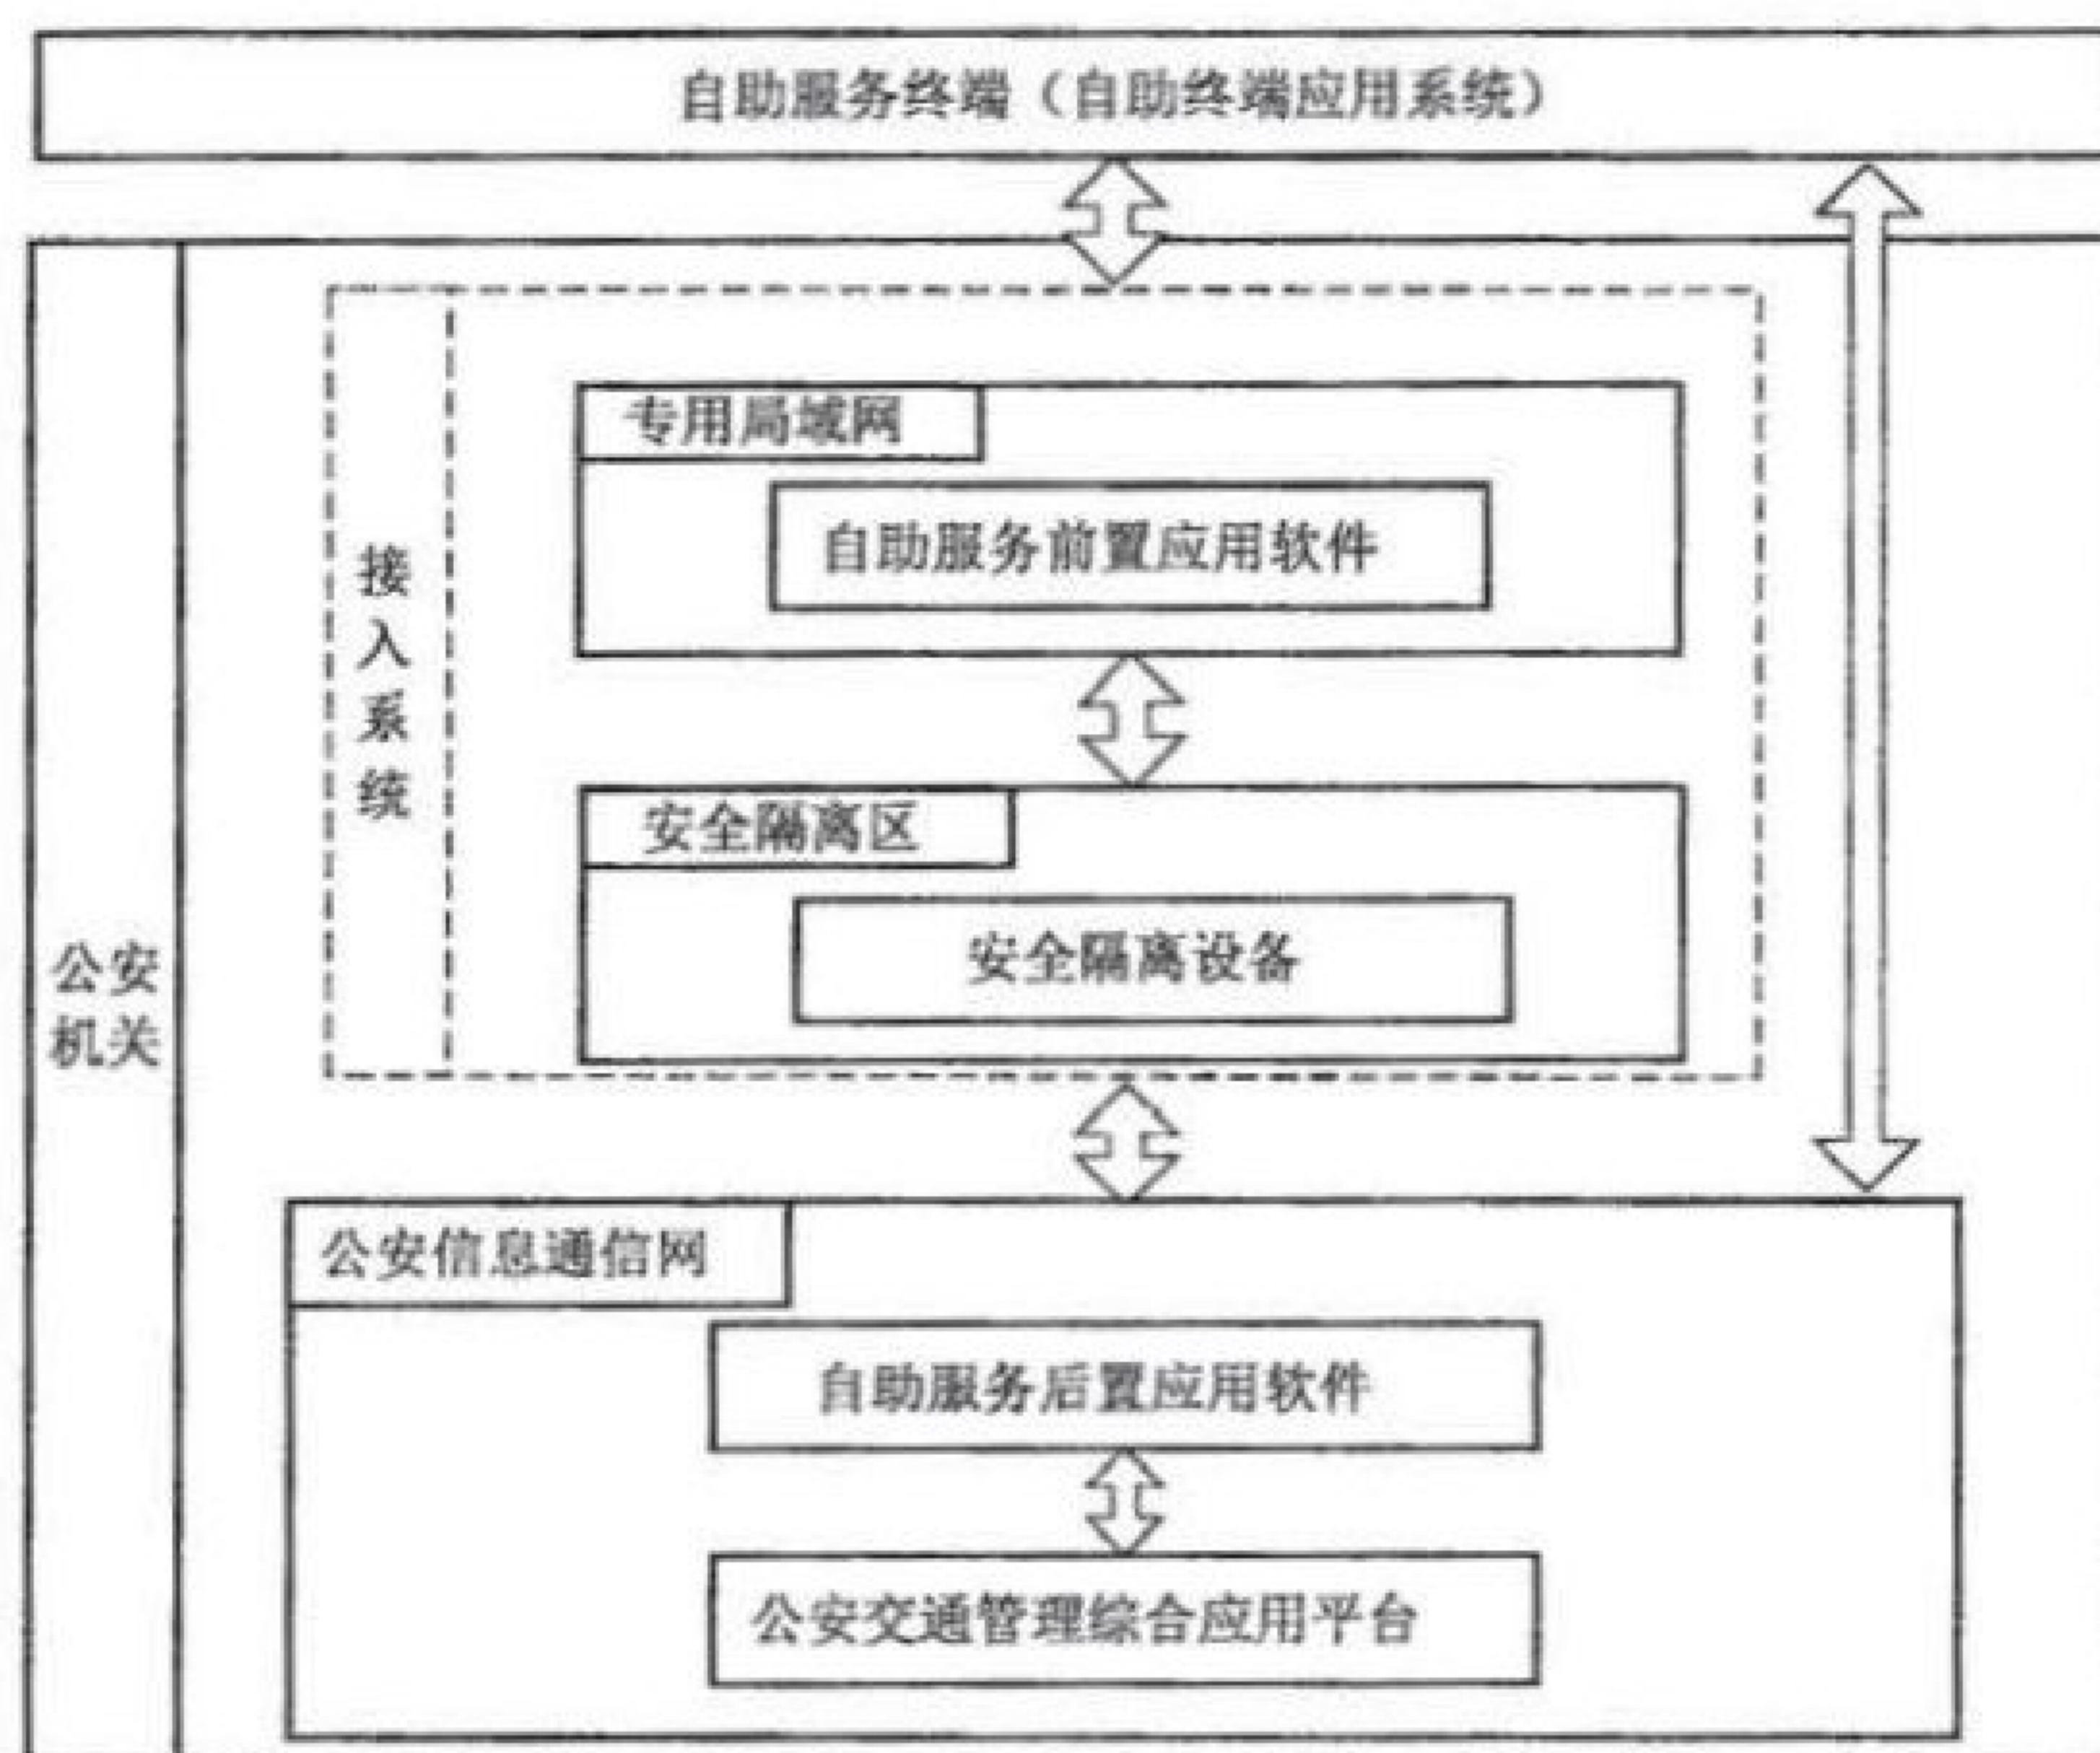 自助服务终端（自助终端应用系统）
专用局域网
自助服务前置应用软件
接
入
系
统
安全隔离区
安全隔离设备
公安
机关
公安信息通信网
自助服务后置应用软件
公安交通管理综合应用平台